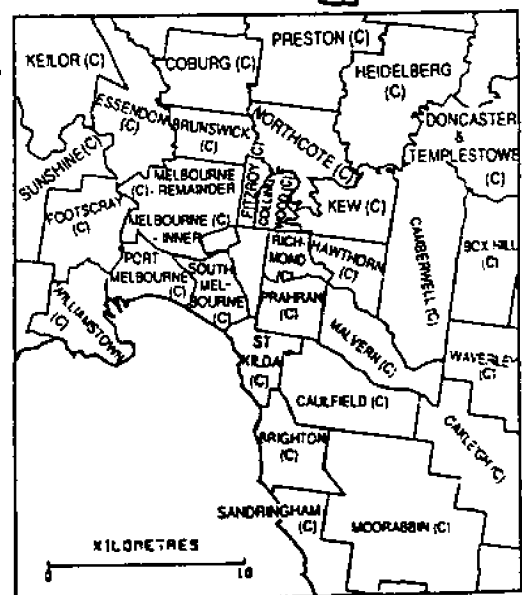 PRESTON (C)
KEILOR (C)
COBURG (C)
HEIDELBERG
(C)
ESSENDON
(C)
BRUNSWICK
(C)
NORTHCOTE (C)
DONCASTER
&
TEMPLESTOWE
(C)
SUNSHINE (C)
MELBOURNE
(C) - REMAINDER
FITZROY (C)
COLLING
WOOD (C)
KEW (C)
FOOTSCRAY
(C)
MELBOURNE (C)
- INNER
RICH-
MOND
(C)
HAWTHORN
(C)
CAMBERWELL (C)
BOX HILL
(C)
PORT
MELBOURNE
(C)
SOUTH
MEL-
BOURNE
(C)
PRAHRAN
(C)
WILLIAMSTOWN
(C)
ST
KILDA
(C)
MALVERN (C)
WAVERLEY
(C)
CAULFIELD (C)
OAKLEIGH (C)
BRIGHTON
(C)
SANDRINGHAM
(C)
MOORABBIN (C)
KILOMETRES
0 10